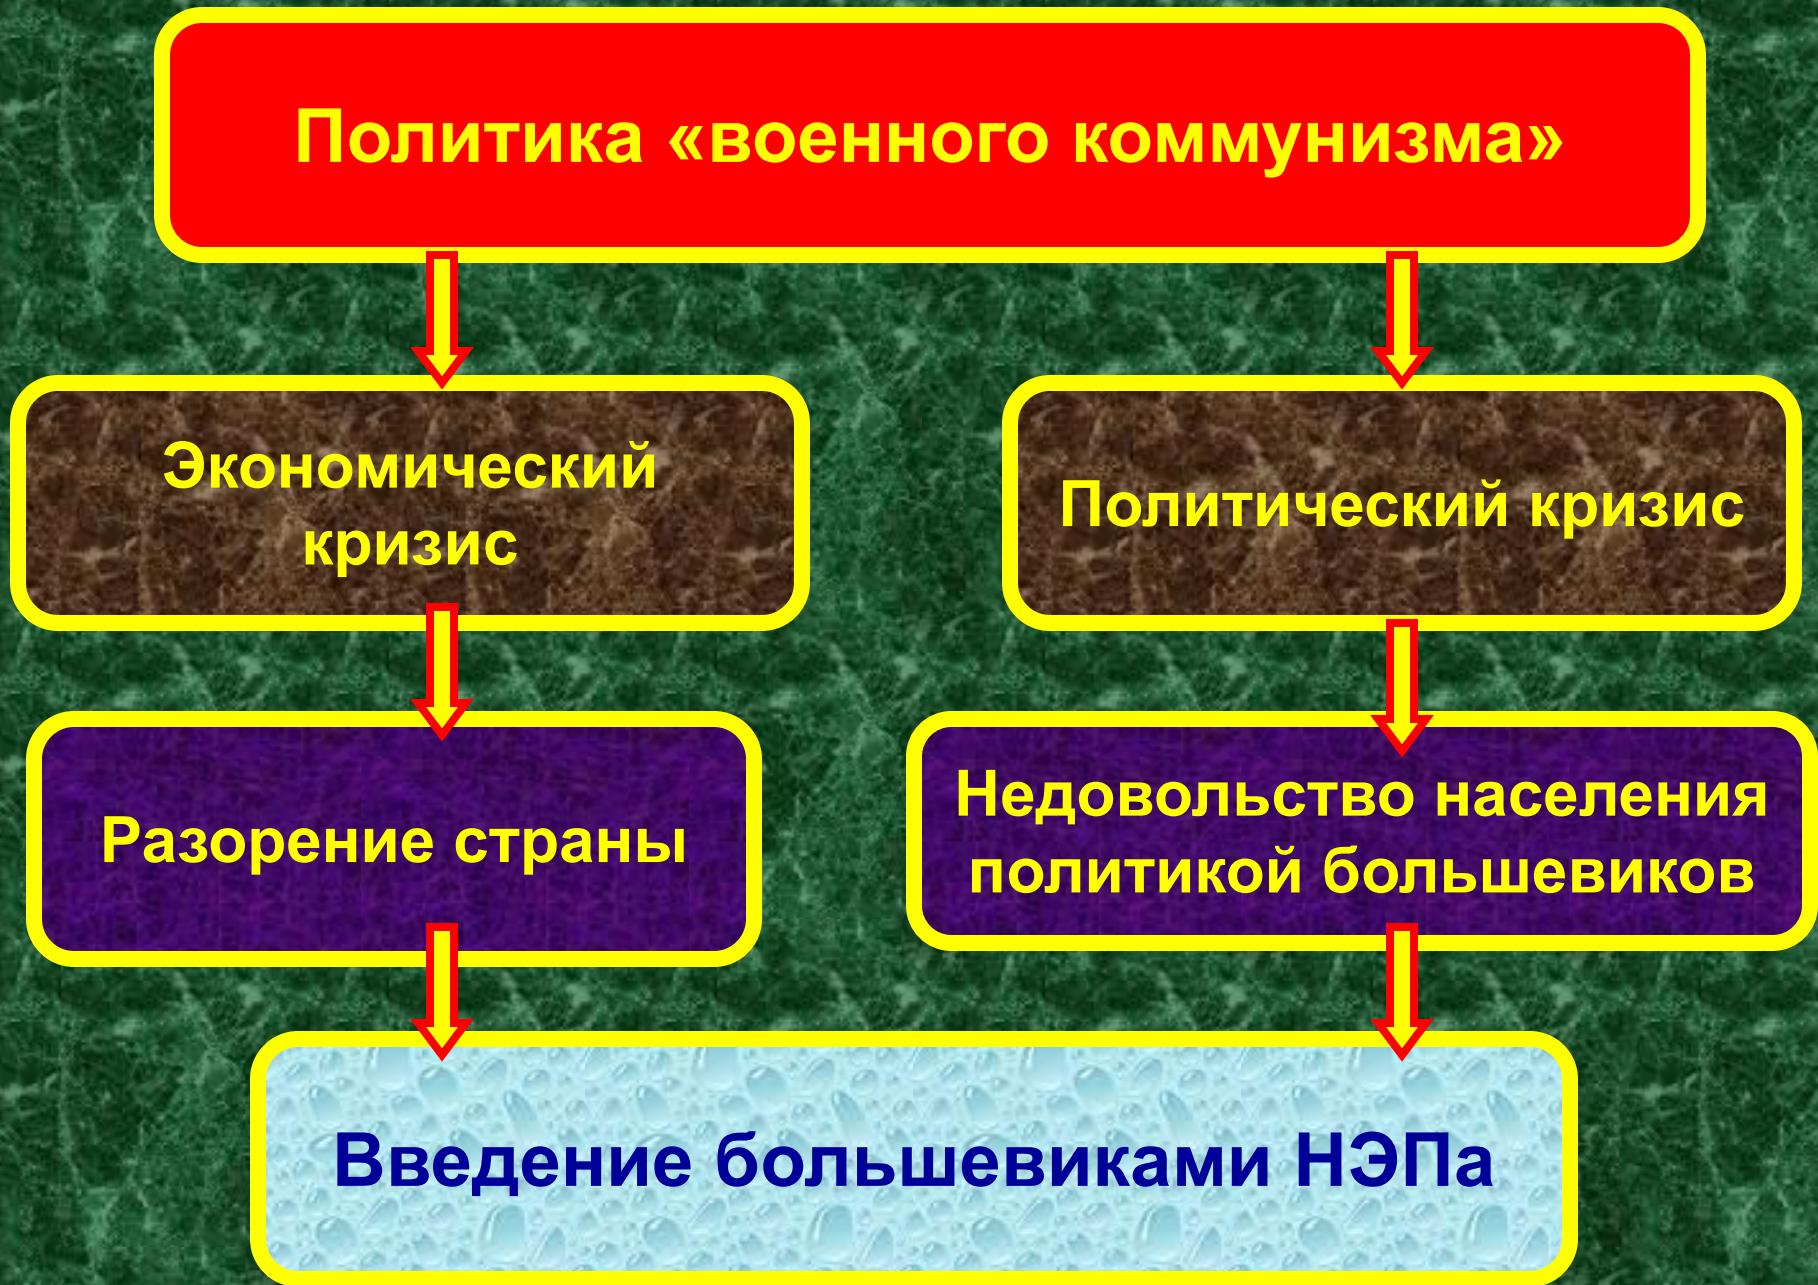 Политика «военного коммунизма»
Экономический
кризис
Политический кризис
Разорение страны
Недовольство населения
политикой большевиков
Введение большевиками НЭПа